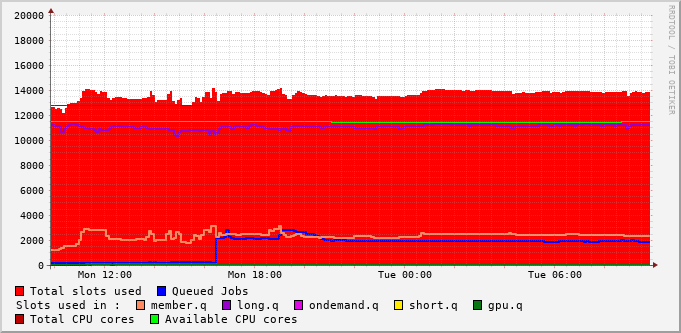 20000
18000
16000
14000
12000
10000
8000
6000
4000
2000
0
Mon 12:00 Mon 18:00 Tue 00:00 Tue 06:00
Total slots used Queued Jobs
Slots used in : member.q long.q ondemand.q short.q gpu.q
Total CPU cores Available CPU cores
RRDTOOL / TOBI OETIKER